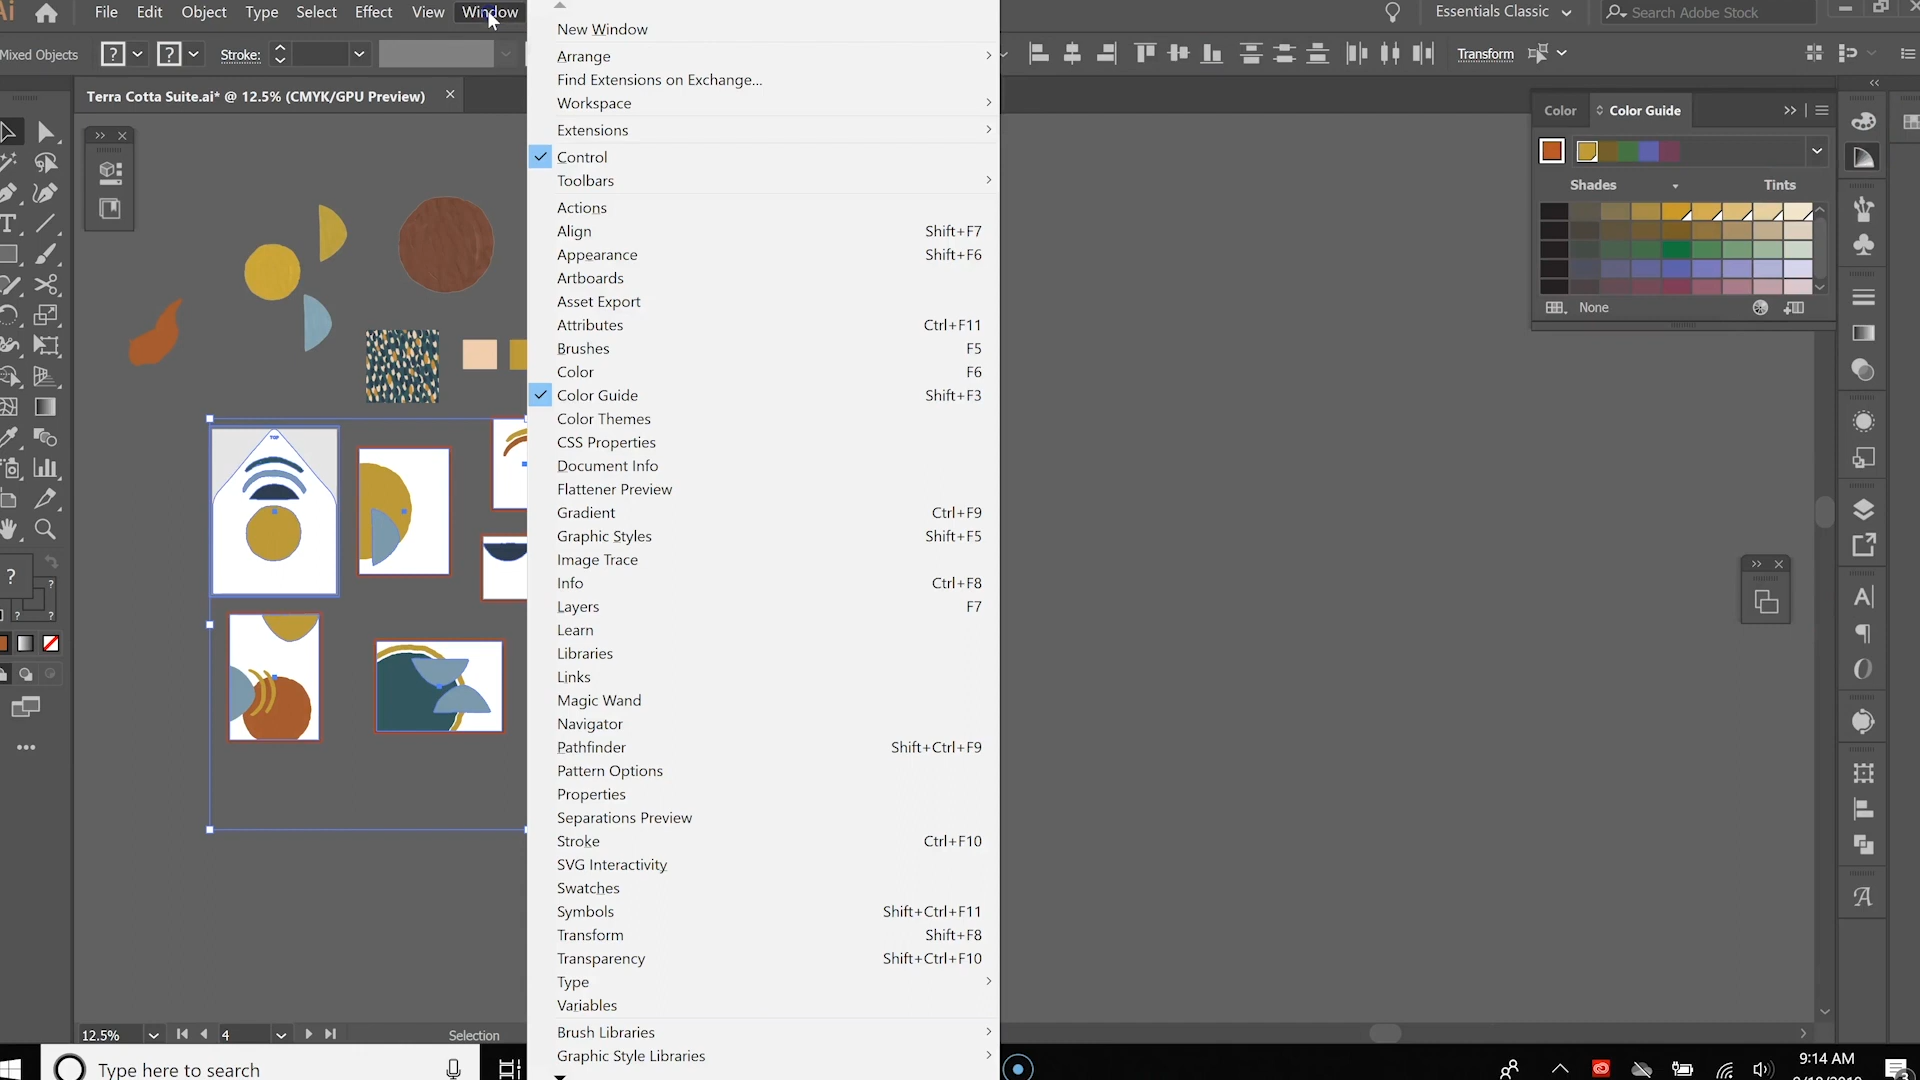 Ai File Edit Object Type Select Effect View Window
Essentials Classic
Search Adobe Stock
Mixed Objects
?
?
Stroke:
Transform
Terra Cotta Suite.ai* @ 12.5% (CMYK/GPU Preview)
New Window
Arrange
Find Extensions on Exchange...
Workspace
Extensions
Control
Toolbars
Actions
Align Shift+F7
Appearance Shift+F6
Artboards
Asset Export
Attributes Ctrl+F11
Brushes F5
Color F6
Color Guide Shift+F3
Color Themes
CSS Properties
Document Info
Flattener Preview
Gradient Ctrl+F9
Graphic Styles Shift+F5
Image Trace
Info Ctrl+F8
Layers F7
Learn
Libraries
Links
Magic Wand
Navigator
Pathfinder Shift+Ctrl+F9
Pattern Options
Properties
Separations Preview
Stroke Ctrl+F10
SVG Interactivity
Swatches
Symbols Shift+Ctrl+F11
Transform Shift+F8
Transparency Shift+Ctrl+F10
Type
Variables
Brush Libraries
Graphic Style Libraries
Color Color Guide
Shades Tints
None
TOP
?
?
?
?
12.5% 4 Selection
Type here to search
9:14 AM